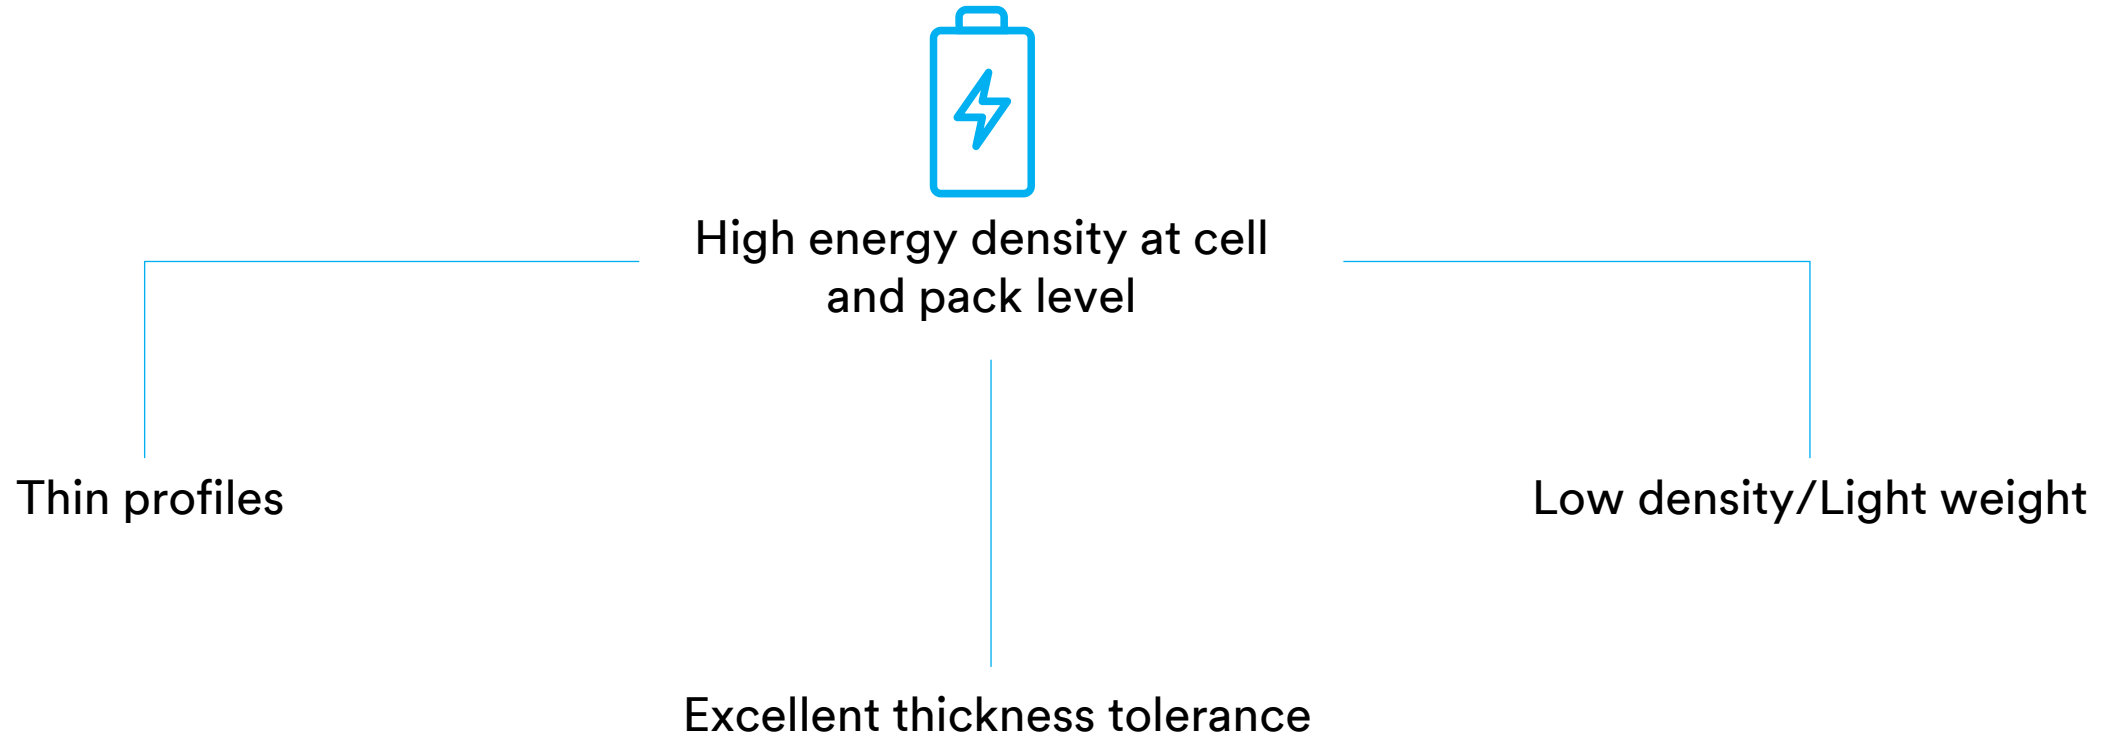 High energy density at cell
and pack level
Thin profiles
Low density/Light weight
Excellent thickness tolerance